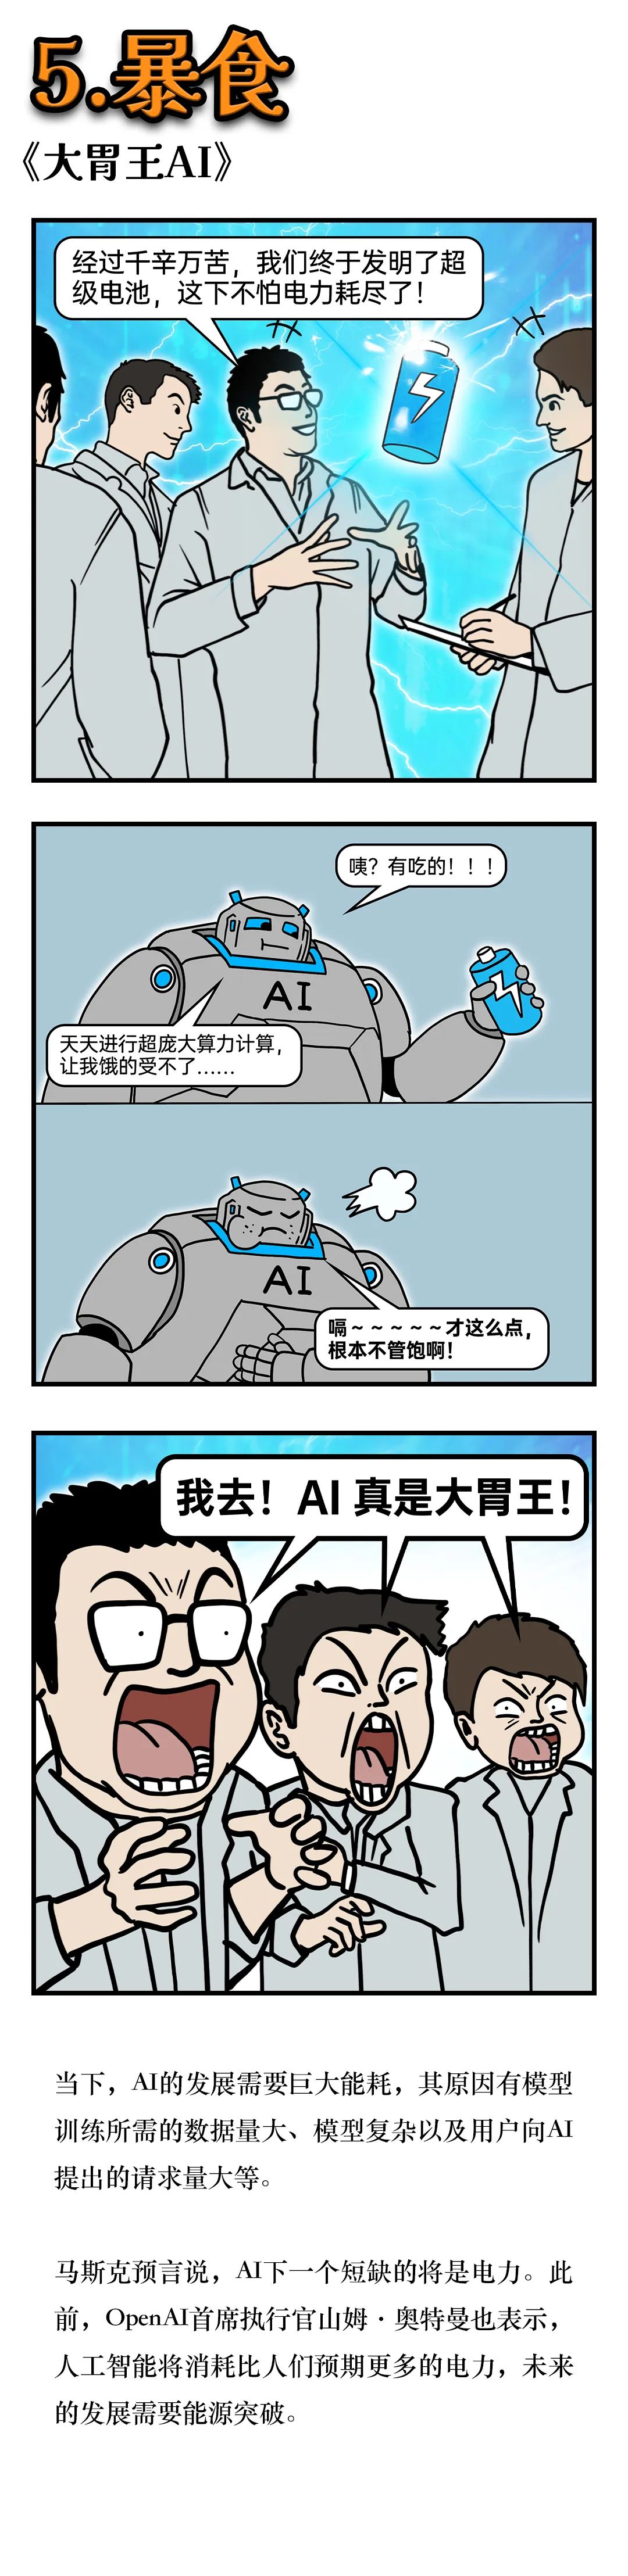 5.暴食
《大胃王AI》
经过千辛万苦，我们终于发明了超
级电池，这下不怕电力耗尽了！
咦？有吃的！！！
AI
天天进行超庞大算力计算，
让我饿的受不了……
AI
嗝～～～～～才这么点，
根本不管饱啊！
我去！AI 真是大胃王！
当下，AI的发展需要巨大能耗，其原因有模型
训练所需的数据量大、模型复杂以及用户向AI
提出的请求量大等。
马斯克预言说，AI下一个短缺的将是电力。此
前，OpenAI首席执行官山姆·奥特曼也表示，
人工智能将消耗比人们预期更多的电力，未来
的发展需要能源突破。